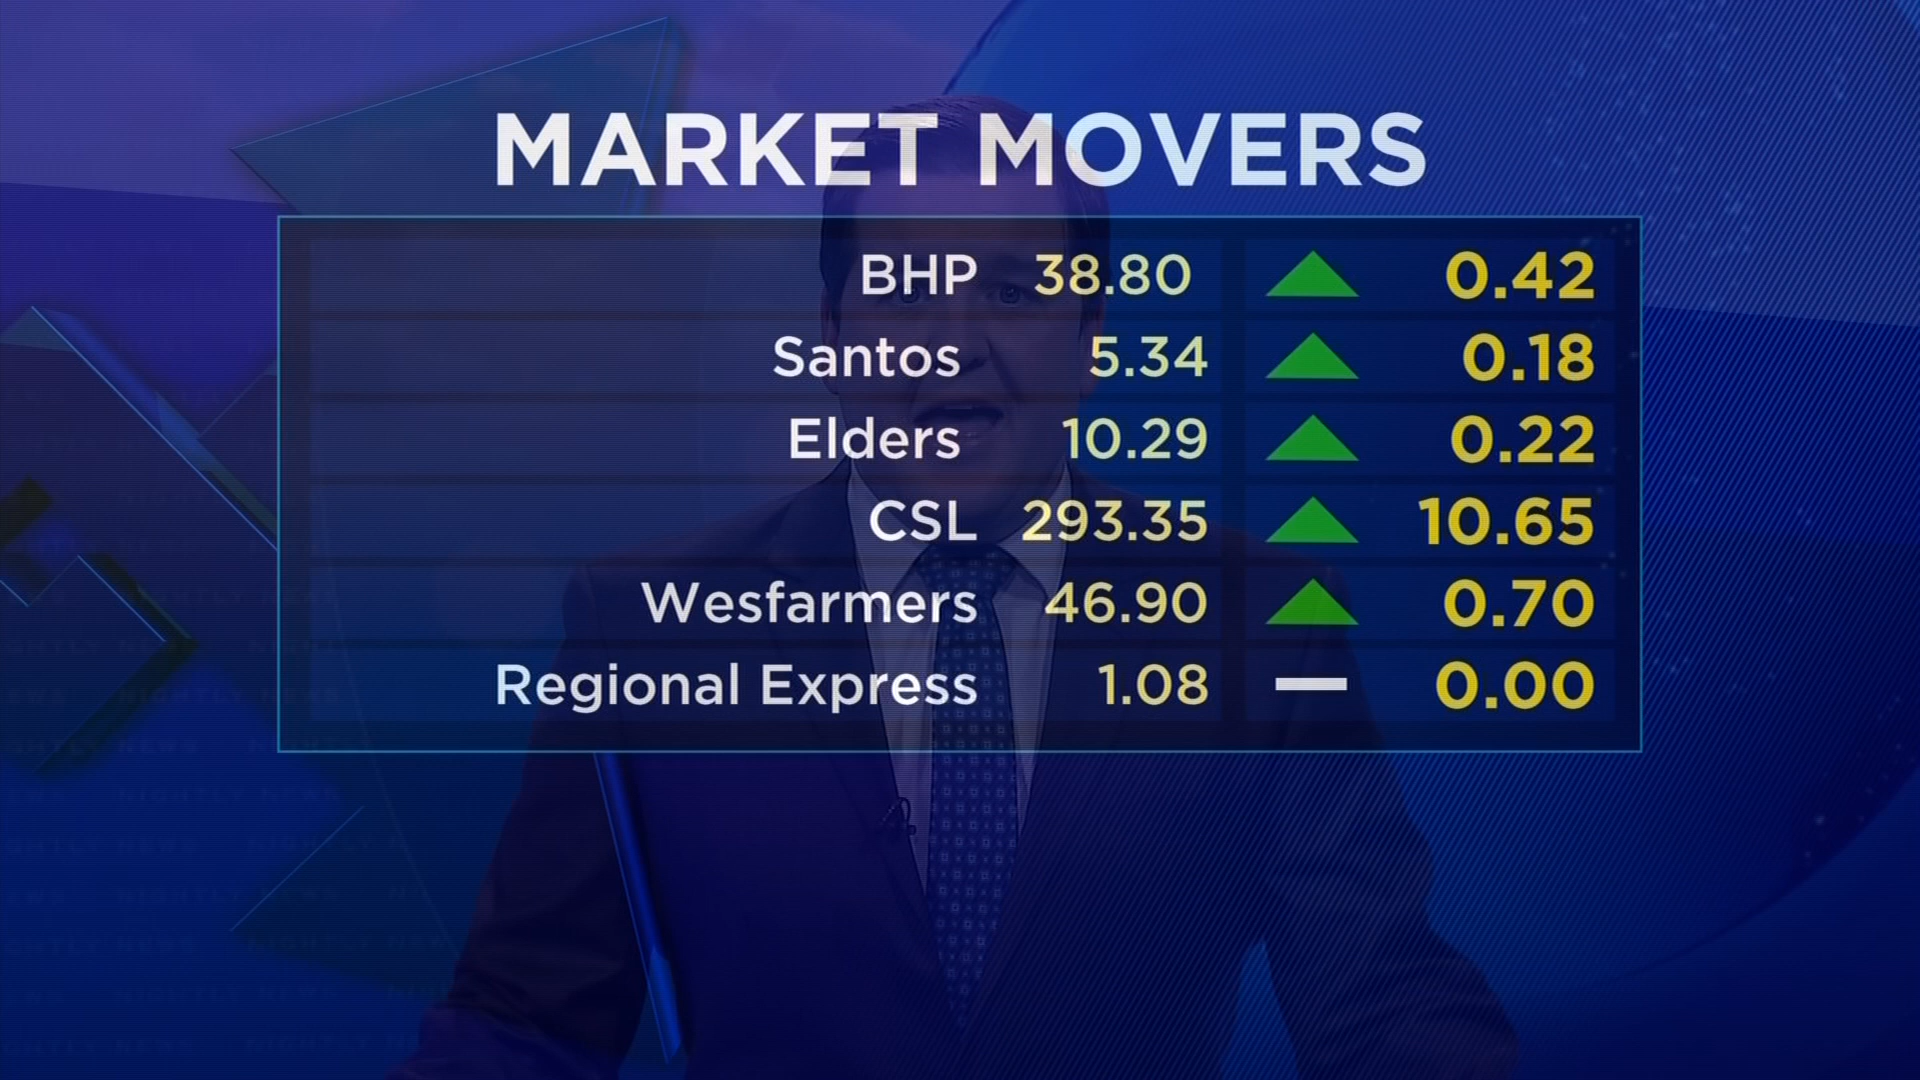 MARKET MOVERS
BHP 38.80 0.42
Santos 5.34 0.18
Elders 10.29 0.22
CSL 293.35 10.65
Wesfarmers 46.90 0.70
Regional Express 1.08 0.00